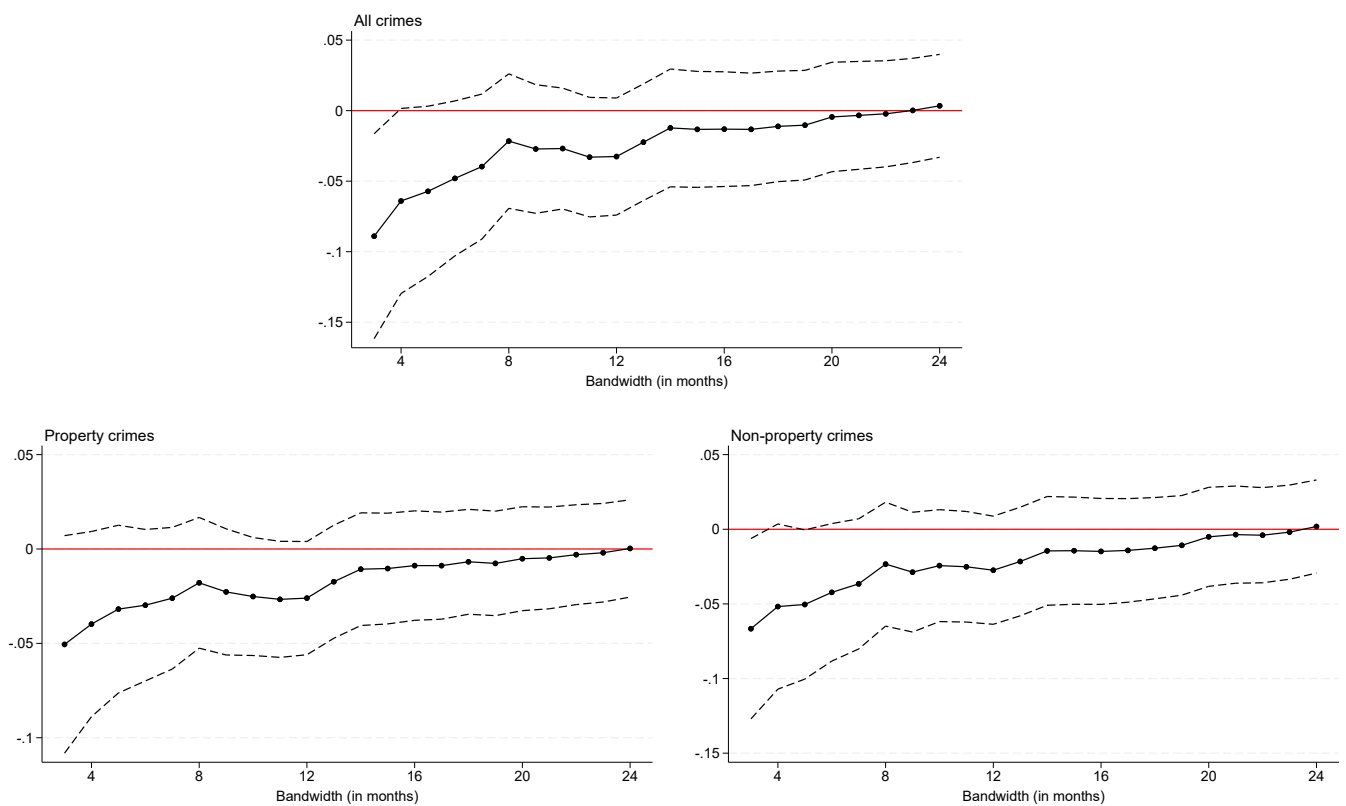 All crimes
.05
0
-.05
-.1
-.15
4 8 12 16 20 24
Bandwidth (in months)
Property crimes
.05
0
-.05
-.1
4 8 12 16 20 24
Bandwidth (in months)
Non-property crimes
.05
0
-.05
-.1
-.15
4 8 12 16 20 24
Bandwidth (in months)